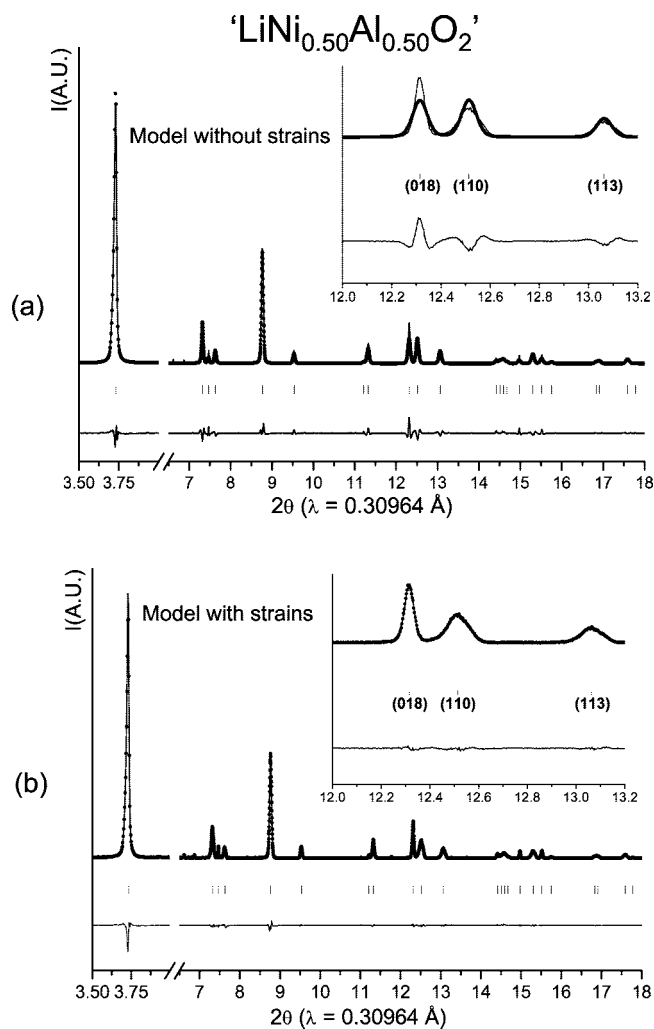 'LiNi0.50Al0.50O2'
(a)
I(A.U.)
Model without strains
(018) (110) (113)
12.0 12.2 12.4 12.6 12.8 13.0 13.2
3.50 3.75 7 8 9 10 11 12 13 14 15 16 17 18
2θ (λ = 0.30964 Å)
(b)
I(A.U.)
Model with strains
(018) (110) (113)
12.0 12.2 12.4 12.6 12.8 13.0 13.2
3.50 3.75 7 8 9 10 11 12 13 14 15 16 17 18
2θ (λ = 0.30964 Å)